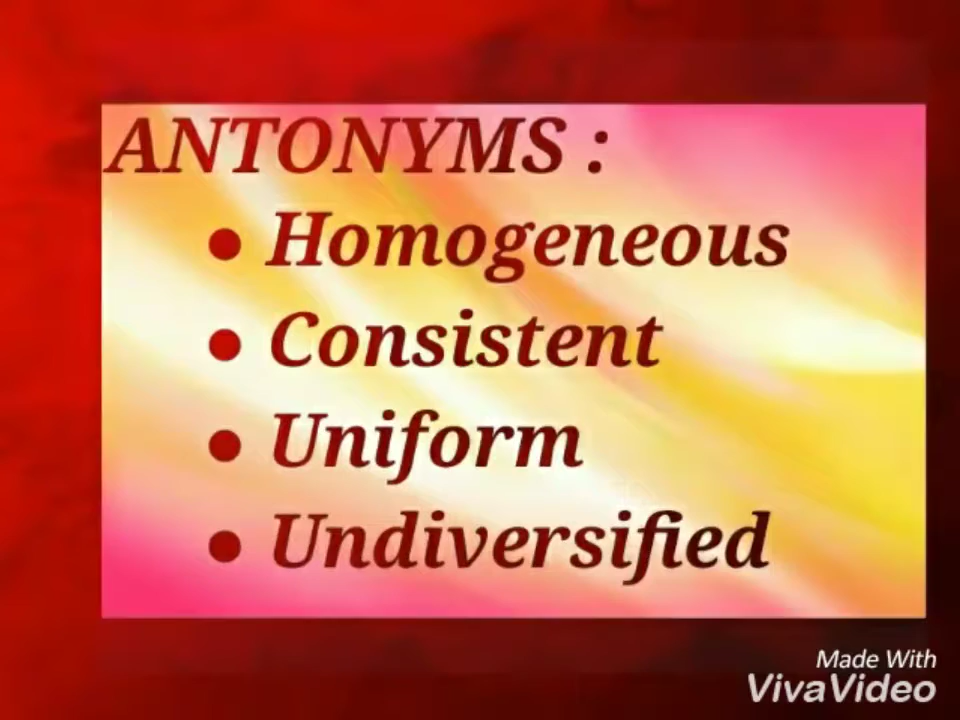 ANTONYMS :
• Homogeneous
• Consistent
• Uniform
• Undiversified
Made With
VivaVideo